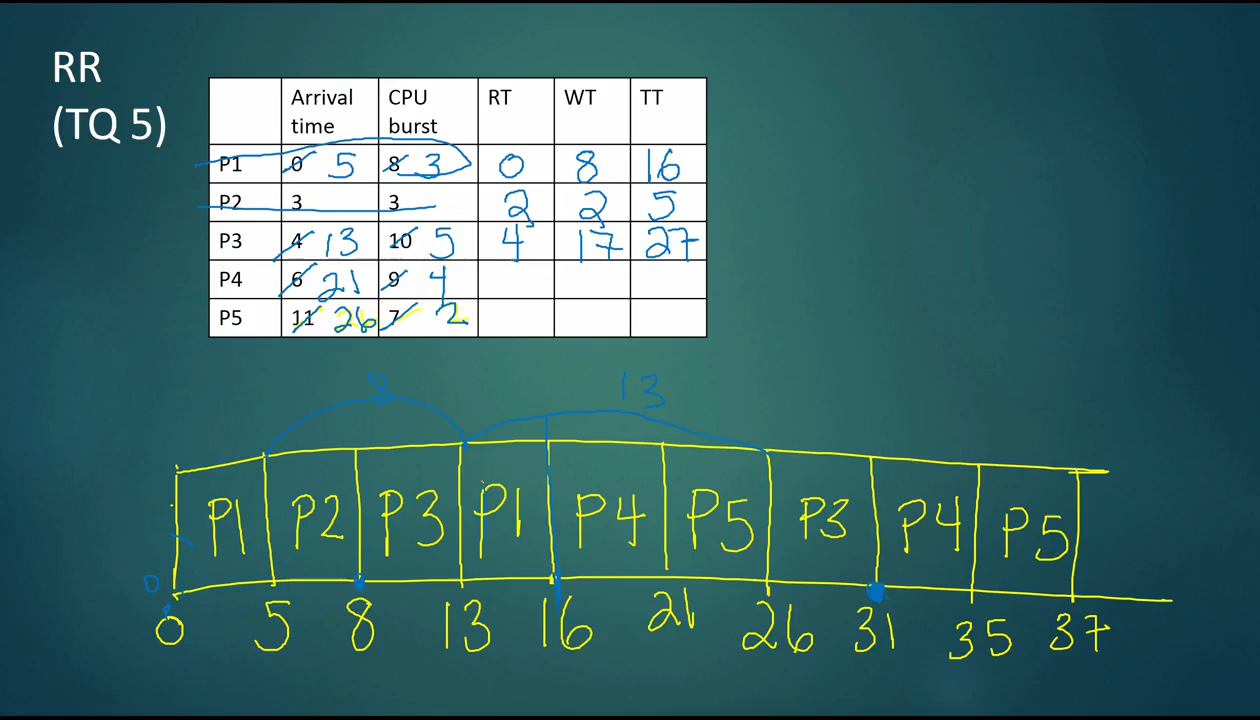 RR
(TQ 5)
Arrival time CPU burst RT WT TT
P1 0 5 8 3 0 8 16
P2 3 3 2 2 5
P3 4 13 10 5 4 17 27
P4 6 21 9 4
P5 11 26 7 2
8 13
P1 P2 P3 P1 P4 P5 P3 P4 P5
0
0 5 8 13 16 21 26 31 35 37